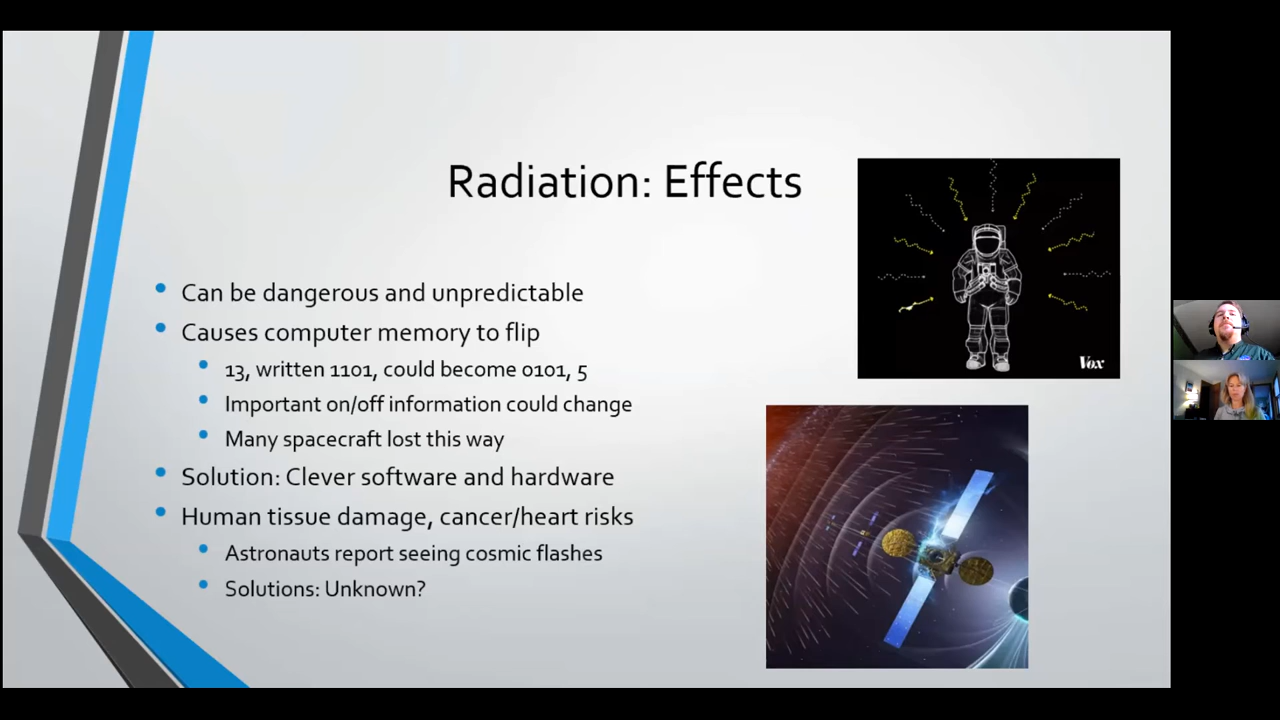 Radiation: Effects
Can be dangerous and unpredictable
Causes computer memory to flip
13, written 1101, could become 0101, 5
Important on/off information could change
Many spacecraft lost this way
Solution: Clever software and hardware
Human tissue damage, cancer/heart risks
Astronauts report seeing cosmic flashes
Solutions: Unknown?
Vox